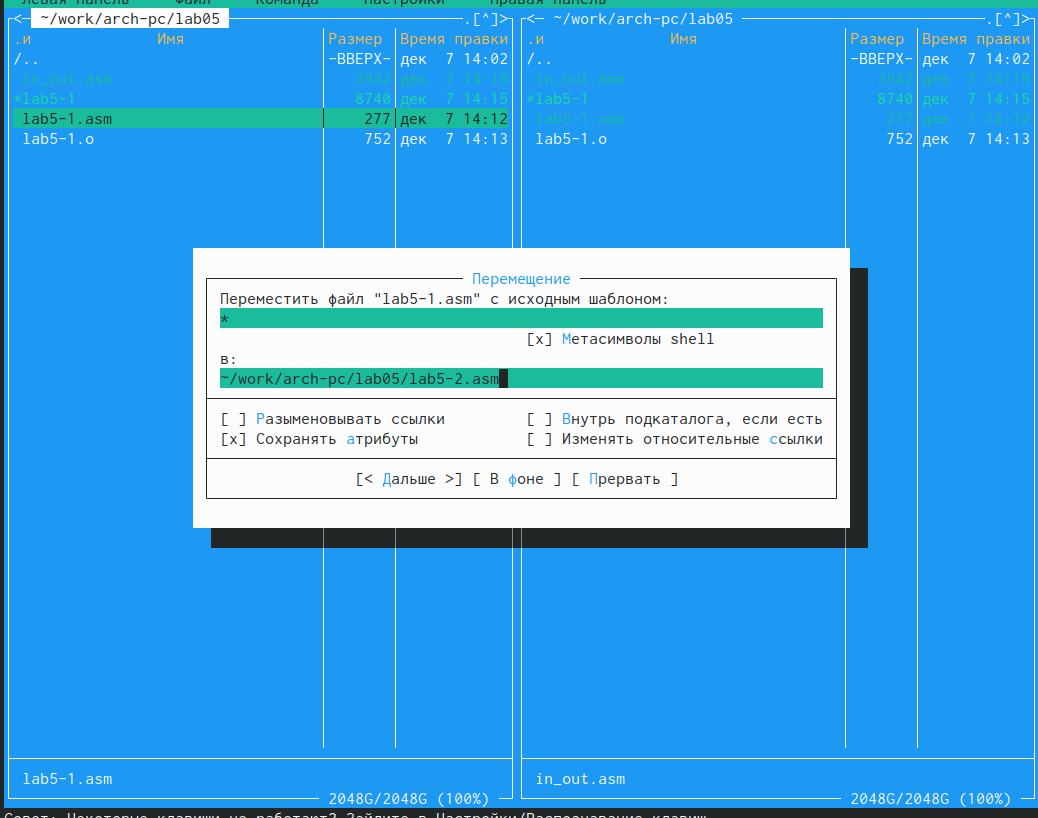 Левая панель Файл Команда Настройки Правая панель
<─ ~/work/arch-pc/lab05 .[^]> <─ ~/work/arch-pc/lab05 .[^]>
.и Имя Размер Время правки .и Имя Размер Время правки
/.. -ВВЕРХ- дек 7 14:02 /.. -ВВЕРХ- дек 7 14:02
in_out.asm 3942 дек 7 14:19 in_out.asm 3942 дек 7 14:19
*lab5-1 8740 дек 7 14:15 *lab5-1 8740 дек 7 14:15
lab5-1.asm 277 дек 7 14:12 lab5-1.asm 277 дек 7 14:12
lab5-1.o 752 дек 7 14:13 lab5-1.o 752 дек 7 14:13
Перемещение
Переместить файл "lab5-1.asm" с исходным шаблоном:
*
[x] Метасимволы shell
в:
~/work/arch-pc/lab05/lab5-2.asm
[ ] Разыменовывать ссылки [ ] Внутрь подкаталога, если есть
[x] Сохранять атрибуты [ ] Изменять относительные ссылки
[< Дальше >] [ В фоне ] [ Прервать ]
lab5-1.asm in_out.asm
2048G/2048G (100%) 2048G/2048G (100%)
Совет: Некоторые клавиши не работают? Зайдите в Настройки/Распознавание клавиш